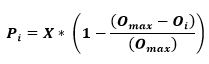 P_i = X * (1 − (O_max − O_i) / (O_max))